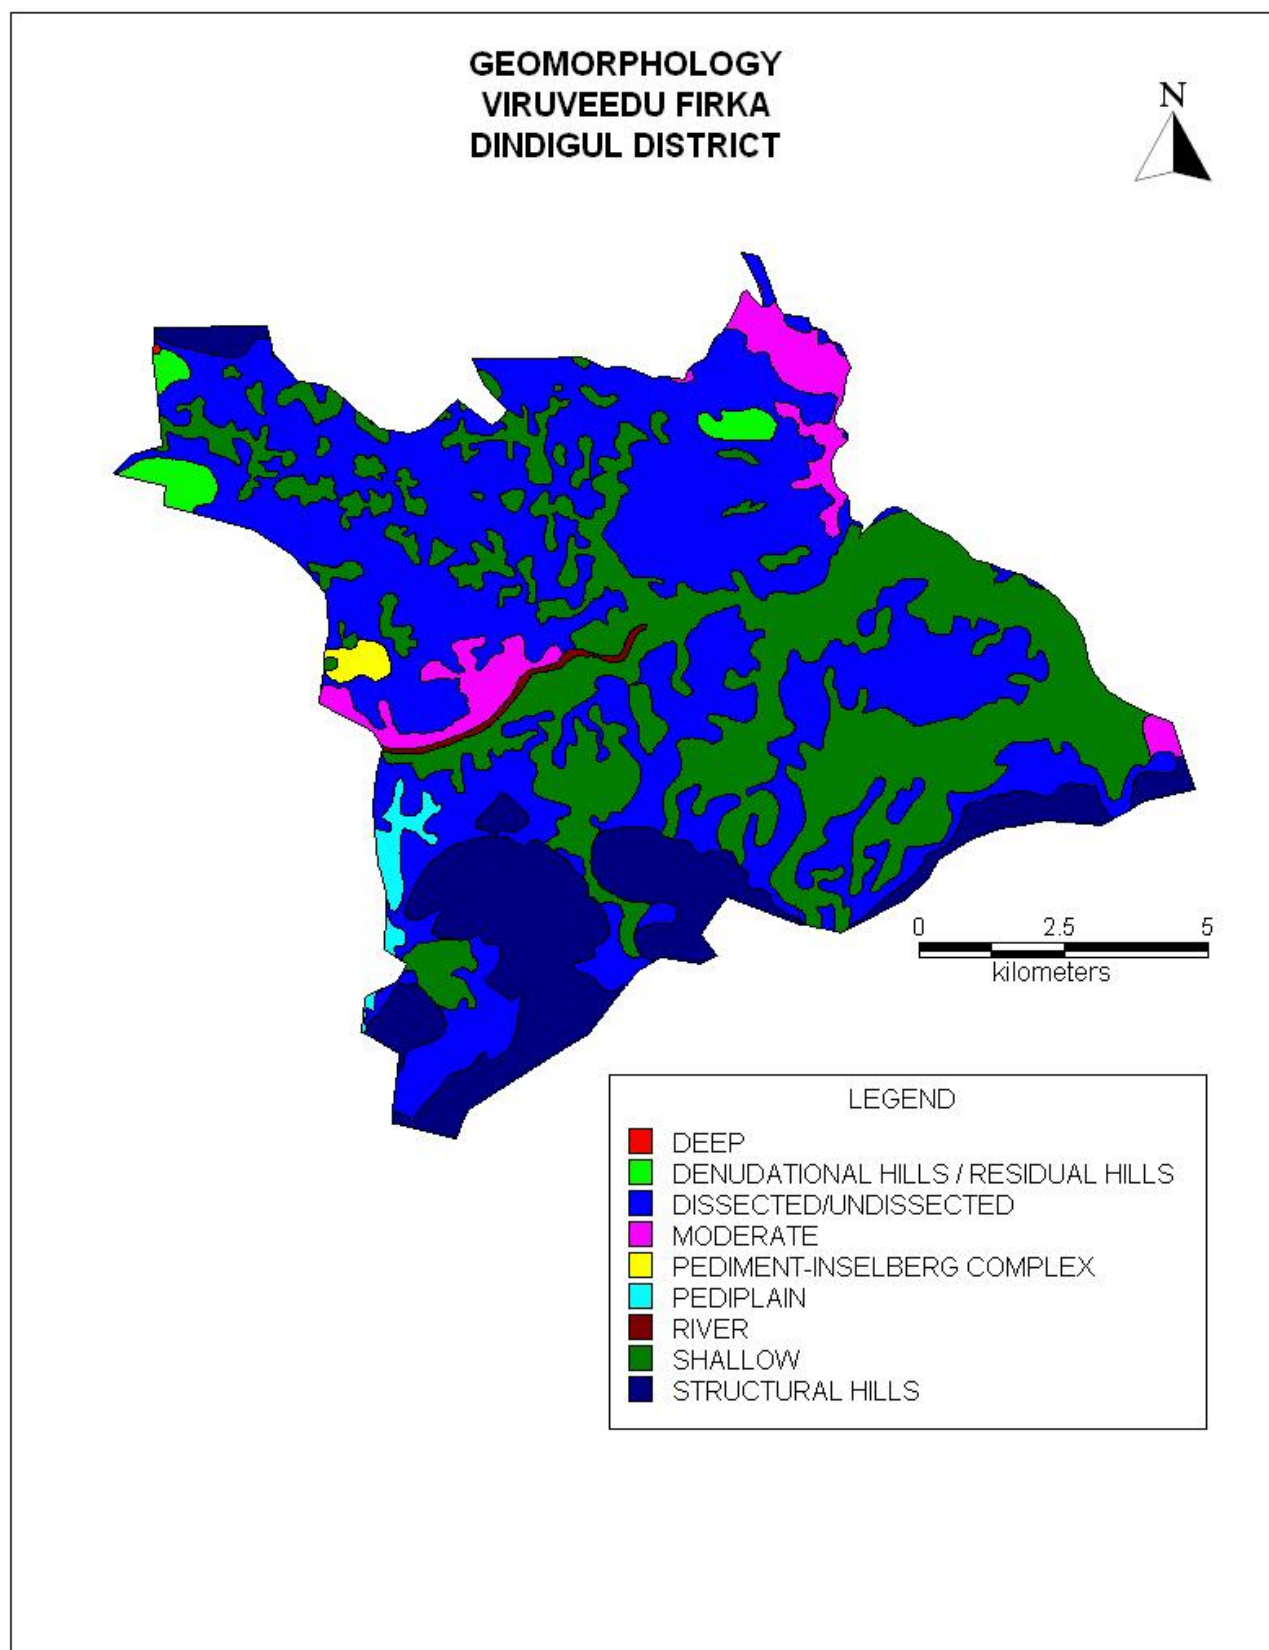 GEOMORPHOLOGY
VIRUVEEDU FIRKA
DINDIGUL DISTRICT
N
0 2.5 5
kilometers
LEGEND
DEEP
DENUDATIONAL HILLS / RESIDUAL HILLS
DISSECTED/UNDISSECTED
MODERATE
PEDIMENT-INSELBERG COMPLEX
PEDIPLAIN
RIVER
SHALLOW
STRUCTURAL HILLS